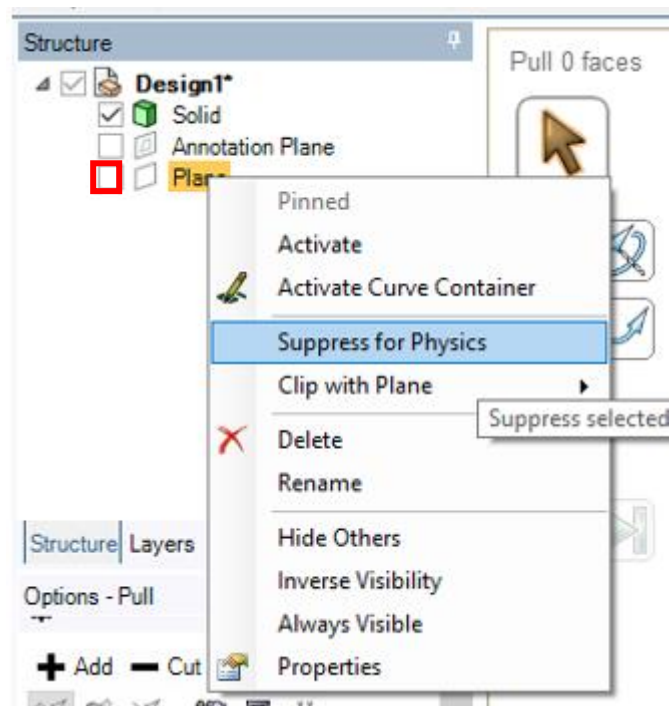 Structure
Pull 0 faces
Design1*
Solid
Annotation Plane
Plane
Pinned
Activate
Activate Curve Container
Suppress for Physics
Clip with Plane
Suppress selected
Delete
Rename
Hide Others
Inverse Visibility
Always Visible
Properties
Structure Layers
Options - Pull
Add Cut